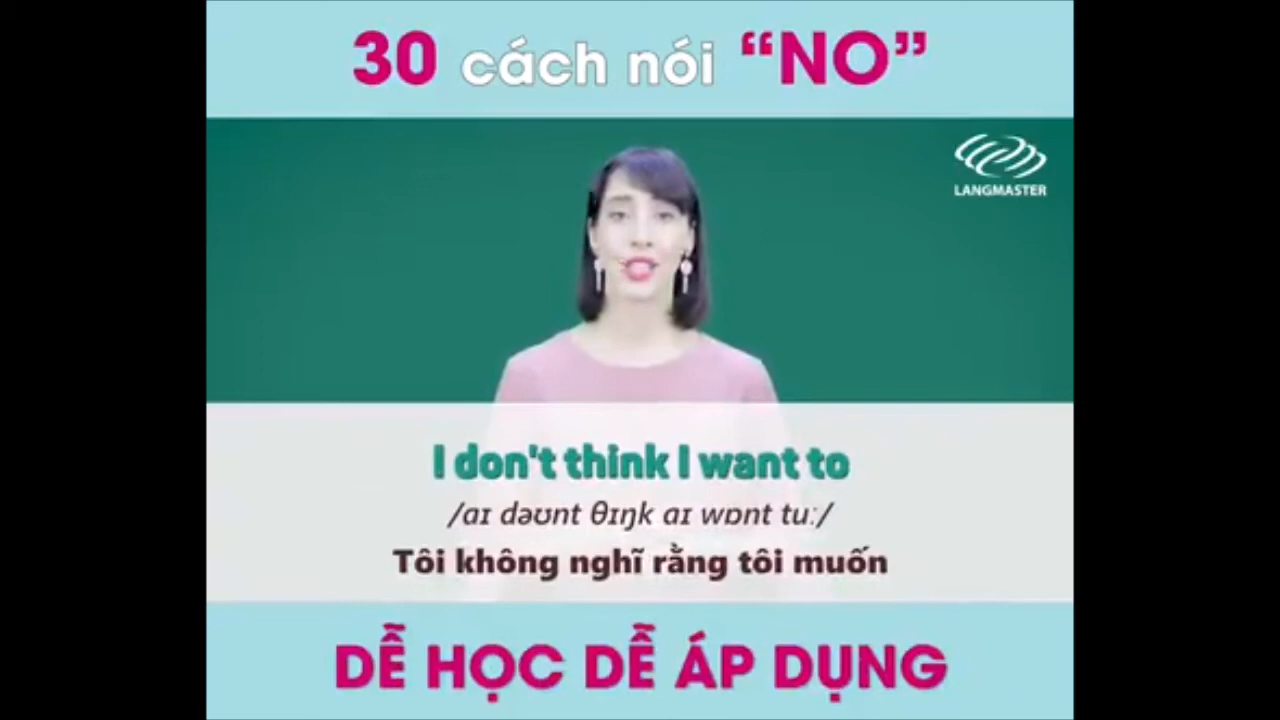 30 cách nói “NO”
LANGMASTER
I don't think I want to
/aɪ dəʊnt θɪŋk aɪ wɒnt tuː/
Tôi không nghĩ rằng tôi muốn
DỄ HỌC DỄ ÁP DỤNG